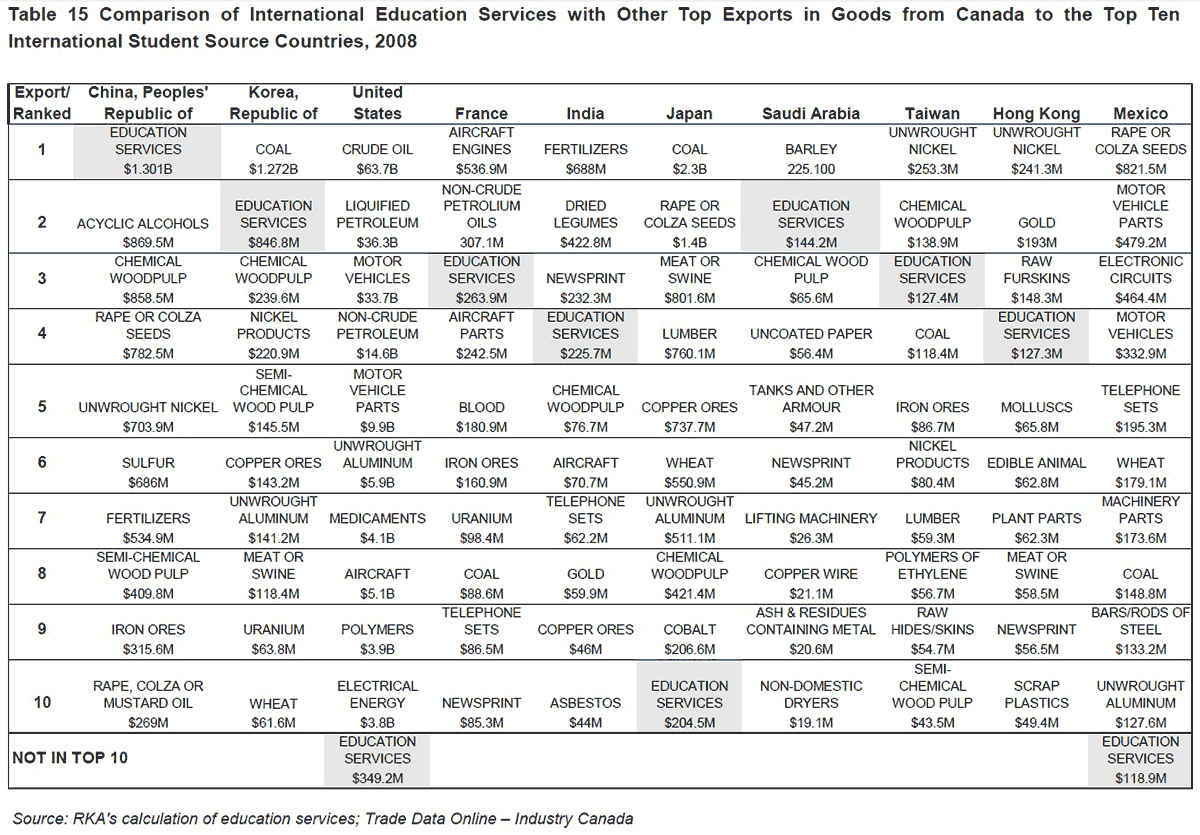 Table 15 Comparison of International Education Services with Other Top Exports in Goods from Canada to the Top Ten
International Student Source Countries, 2008
Export/ Ranked | China, Peoples' Republic of | Korea, Republic of | United States | France | India | Japan | Saudi Arabia | Taiwan | Hong Kong | Mexico
1 | EDUCATION SERVICES $1.301B | COAL $1.272B | CRUDE OIL $63.7B | AIRCRAFT ENGINES $536.9M | FERTILIZERS $688M | COAL $2.3B | BARLEY 225.100 | UNWROUGHT NICKEL $253.3M | UNWROUGHT NICKEL $241.3M | RAPE OR COLZA SEEDS $821.5M
2 | ACYCLIC ALCOHOLS $869.5M | EDUCATION SERVICES $846.8M | LIQUIFIED PETROLEUM $36.3B | NON-CRUDE PETROLIUM OILS 307.1M | DRIED LEGUMES $422.8M | RAPE OR COLZA SEEDS $1.4B | EDUCATION SERVICES $144.2M | CHEMICAL WOODPULP $138.9M | GOLD $193M | MOTOR VEHICLE PARTS $479.2M
3 | CHEMICAL WOODPULP $858.5M | CHEMICAL WOODPULP $239.6M | MOTOR VEHICLES $33.7B | EDUCATION SERVICES $263.9M | NEWSPRINT $232.3M | MEAT OR SWINE $801.6M | CHEMICAL WOOD PULP $65.6M | EDUCATION SERVICES $127.4M | RAW FURSKINS $148.3M | ELECTRONIC CIRCUITS $464.4M
4 | RAPE OR COLZA SEEDS $782.5M | NICKEL PRODUCTS $220.9M | NON-CRUDE PETROLEUM $14.6B | AIRCRAFT PARTS $242.5M | EDUCATION SERVICES $225.7M | LUMBER $760.1M | UNCOATED PAPER $56.4M | COAL $118.4M | EDUCATION SERVICES $127.3M | MOTOR VEHICLES $332.9M
5 | UNWROUGHT NICKEL $703.9M | SEMI-CHEMICAL WOOD PULP $145.5M | MOTOR VEHICLE PARTS $9.9B | BLOOD $180.9M | CHEMICAL WOODPULP $76.7M | COPPER ORES $737.7M | TANKS AND OTHER ARMOUR $47.2M | IRON ORES $86.7M | MOLLUSCS $65.8M | TELEPHONE SETS $195.3M
6 | SULFUR $686M | COPPER ORES $143.2M | UNWROUGHT ALUMINUM $5.9B | IRON ORES $160.9M | AIRCRAFT $70.7M | WHEAT $550.9M | NEWSPRINT $45.2M | NICKEL PRODUCTS $80.4M | EDIBLE ANIMAL $62.8M | WHEAT $179.1M
7 | FERTILIZERS $534.9M | UNWROUGHT ALUMINUM $141.2M | MEDICAMENTS $4.1B | URANIUM $98.4M | TELEPHONE SETS $62.2M | UNWROUGHT ALUMINUM $511.1M | LIFTING MACHINERY $26.3M | LUMBER $59.3M | PLANT PARTS $62.3M | MACHINERY PARTS $173.6M
8 | SEMI-CHEMICAL WOOD PULP $409.8M | MEAT OR SWINE $118.4M | AIRCRAFT $5.1B | COAL $88.6M | GOLD $59.9M | CHEMICAL WOODPULP $421.4M | COPPER WIRE $21.1M | POLYMERS OF ETHYLENE $56.7M | MEAT OR SWINE $58.5M | COAL $148.8M
9 | IRON ORES $315.6M | URANIUM $63.8M | POLYMERS $3.9B | TELEPHONE SETS $86.5M | COPPER ORES $46M | COBALT $206.6M | ASH & RESIDUES CONTAINING METAL $20.6M | RAW HIDES/SKINS $54.7M | NEWSPRINT $56.5M | BARS/RODS OF STEEL $133.2M
10 | RAPE, COLZA OR MUSTARD OIL $269M | WHEAT $61.6M | ELECTRICAL ENERGY $3.8B | NEWSPRINT $85.3M | ASBESTOS $44M | EDUCATION SERVICES $204.5M | NON-DOMESTIC DRYERS $19.1M | SEMI-CHEMICAL WOOD PULP $43.5M | SCRAP PLASTICS $49.4M | UNWROUGHT ALUMINUM $127.6M
NOT IN TOP 10 | EDUCATION SERVICES $349.2M | EDUCATION SERVICES $118.9M
Source: RKA's calculation of education services; Trade Data Online – Industry Canada